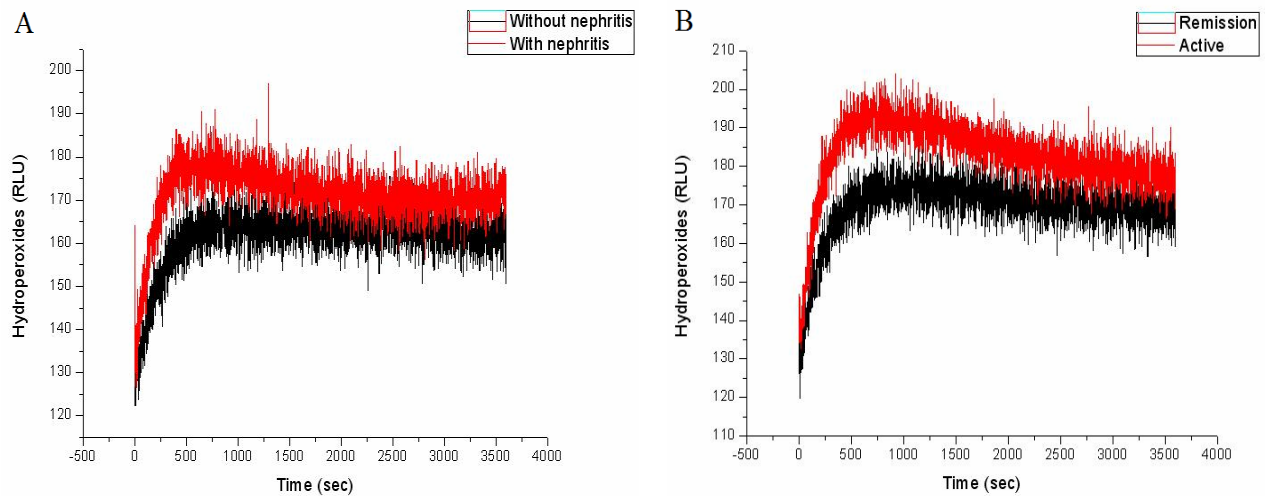 A
Without nephritis
With nephritis
200
190
180
170
160
150
140
130
120
Hydroperoxides (RLU)
-500 0 500 1000 1500 2000 2500 3000 3500 4000
Time (sec)
B
Remission
Active
210
200
190
180
170
160
150
140
130
120
110
Hydroperoxides (RLU)
-500 0 500 1000 1500 2000 2500 3000 3500 4000
Time (sec)